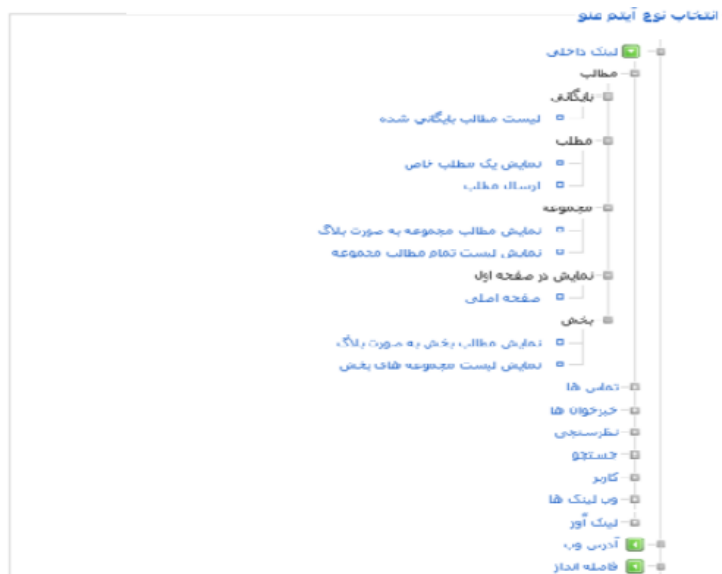 انتخاب نوع آیتم منو
لینک داخلی
مطالب
بایگانی
لیست مطالب بایگانی شده
مطلب
نمایش یک مطلب خاص
ارسال مطلب
مجموعه
نمایش مطالب مجموعه به صورت بلاگ
نمایش لیست تمام مطالب مجموعه
نمایش در صفحه اول
صفحه اصلی
بخش
نمایش مطالب بخش به صورت بلاگ
نمایش لیست مجموعه های بخش
تماس ها
خبرخوان ها
نظرسنجی
جستجو
کاربر
وب لینک ها
لینک آور
آدرس وب
فاصله انداز